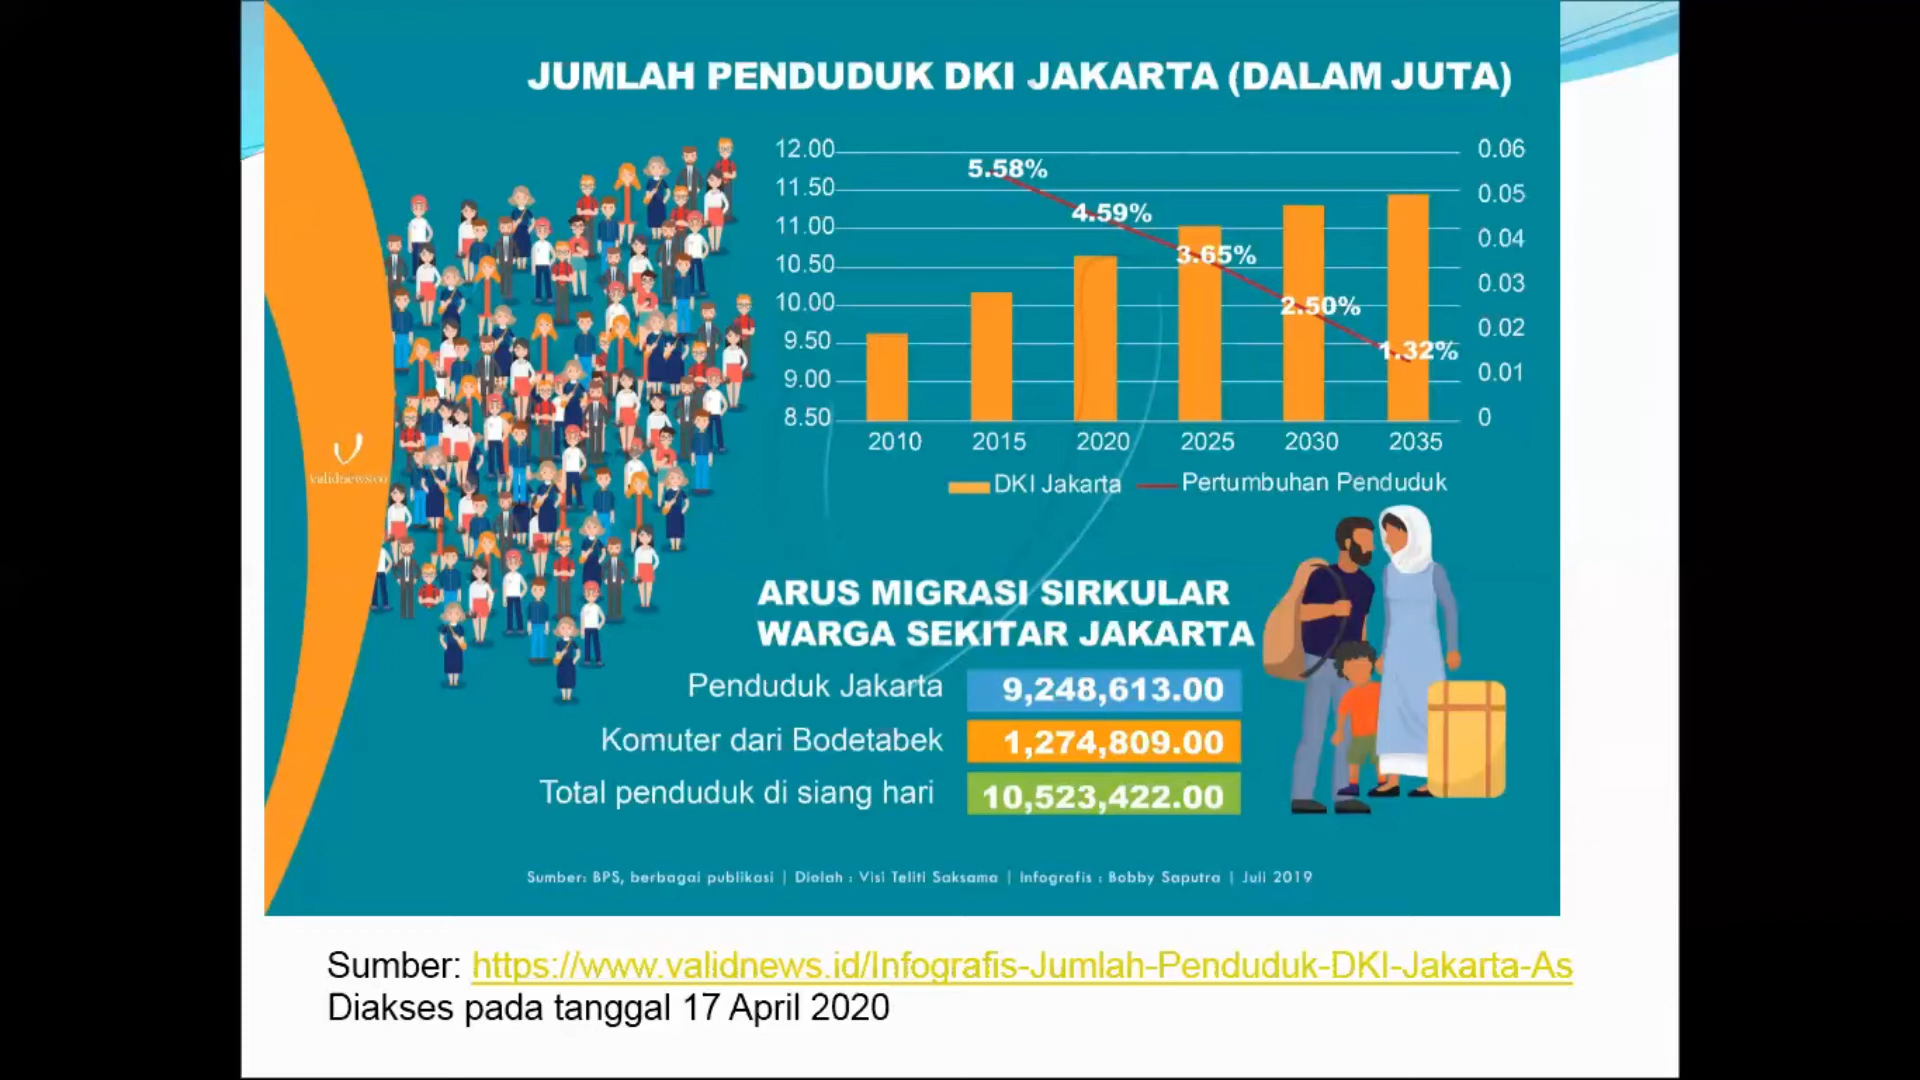 JUMLAH PENDUDUK DKI JAKARTA (DALAM JUTA)
12.00
11.50
11.00
10.50
10.00
9.50
9.00
8.50
0.06
0.05
0.04
0.03
0.02
0.01
0
5.58%
4.59%
3.65%
2.50%
1.32%
2010 2015 2020 2025 2030 2035
DKI Jakarta Pertumbuhan Penduduk
validnews.co
ARUS MIGRASI SIRKULAR
WARGA SEKITAR JAKARTA
Penduduk Jakarta 9,248,613.00
Komuter dari Bodetabek 1,274,809.00
Total penduduk di siang hari 10,523,422.00
Sumber: BPS, berbagai publikasi | Diolah : Visi Teliti Saksama | Infografis : Bobby Saputra | Juli 2019
Sumber: https://www.validnews.id/Infografis-Jumlah-Penduduk-DKI-Jakarta-As
Diakses pada tanggal 17 April 2020